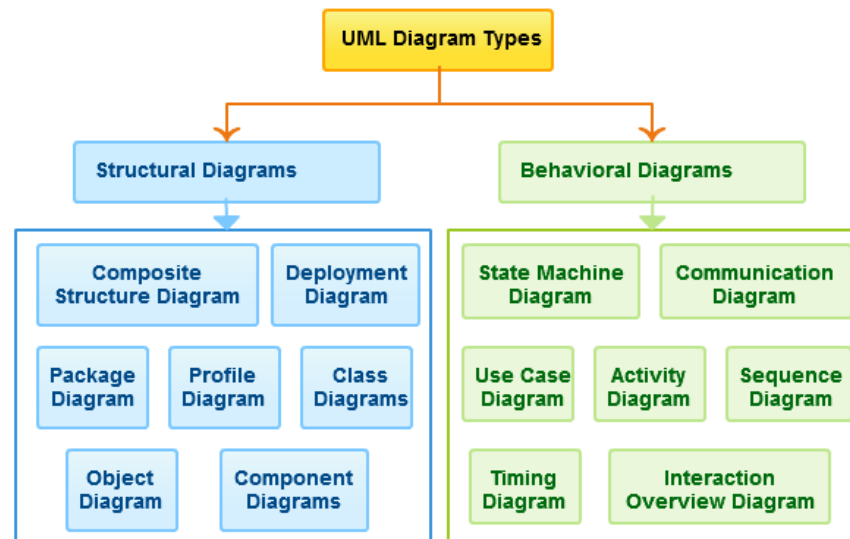 UML Diagram Types
Structural Diagrams
Behavioral Diagrams
Composite
Structure Diagram
Deployment
Diagram
State Machine
Diagram
Communication
Diagram
Package
Diagram
Profile
Diagram
Class
Diagrams
Use Case
Diagram
Activity
Diagram
Sequence
Diagram
Object
Diagram
Component
Diagrams
Timing
Diagram
Interaction
Overview Diagram